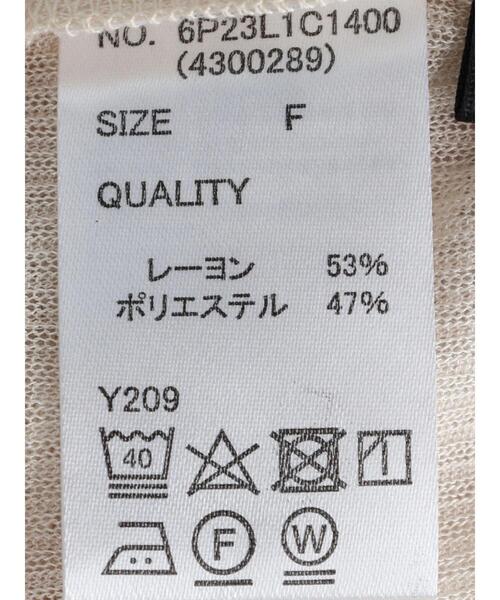 NO. 6P23L1C1400
(4300289)
SIZE F
QUALITY
レーヨン 53%
ポリエステル 47%
Y209
40
F W